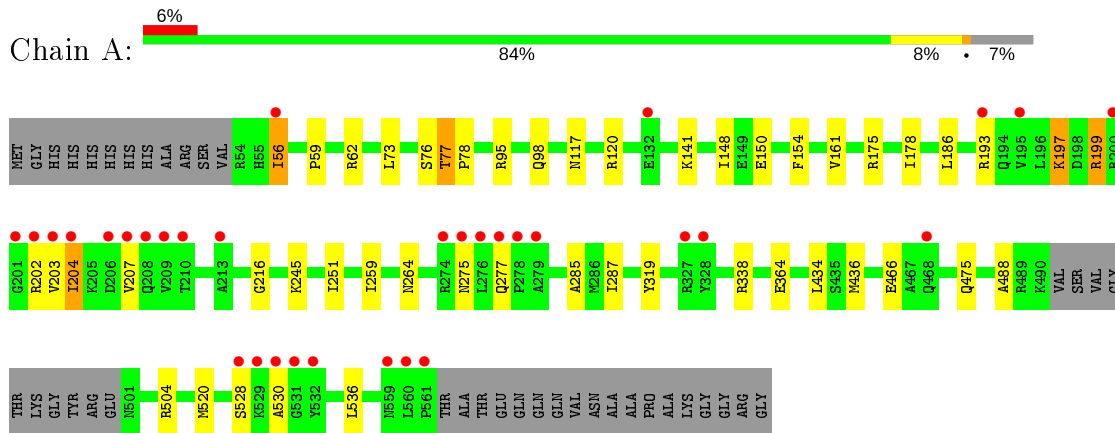 6%
Chain A:
84% 8% • 7%
MET GLY HIS HIS HIS HIS HIS HIS HIS ALA ARG SER VAL R54 H55 I56 P59 R62 L73 S76 T77 P78 R95 Q98 N117 R120 E132 K141 I148 E149 E150 F154 V161 R175 I178 L186 R193 Q194 V195 L196 K197 D198 R199
G201 R202 V203 I204 K205 D206 V207 Q208 V209 T210 A213 G216 K245 I251 I259 N264 R274 N275 L276 Q277 P278 A279 A285 M286 I287 Y319 R327 Y328 R338 E364 L434 S435 M436 E466 A467 Q468 Q475 A488 R489 K490 VAL SER VAL GLY
THR LYS GLY TYR ARG GLU N501 R504 M520 S528 K529 A530 G531 Y532 L536 N559 L560 P561 THR ALA THR GLU GLN GLN GLN VAL ASN ALA ALA PRO ALA LYS GLY GLY ARG GLY